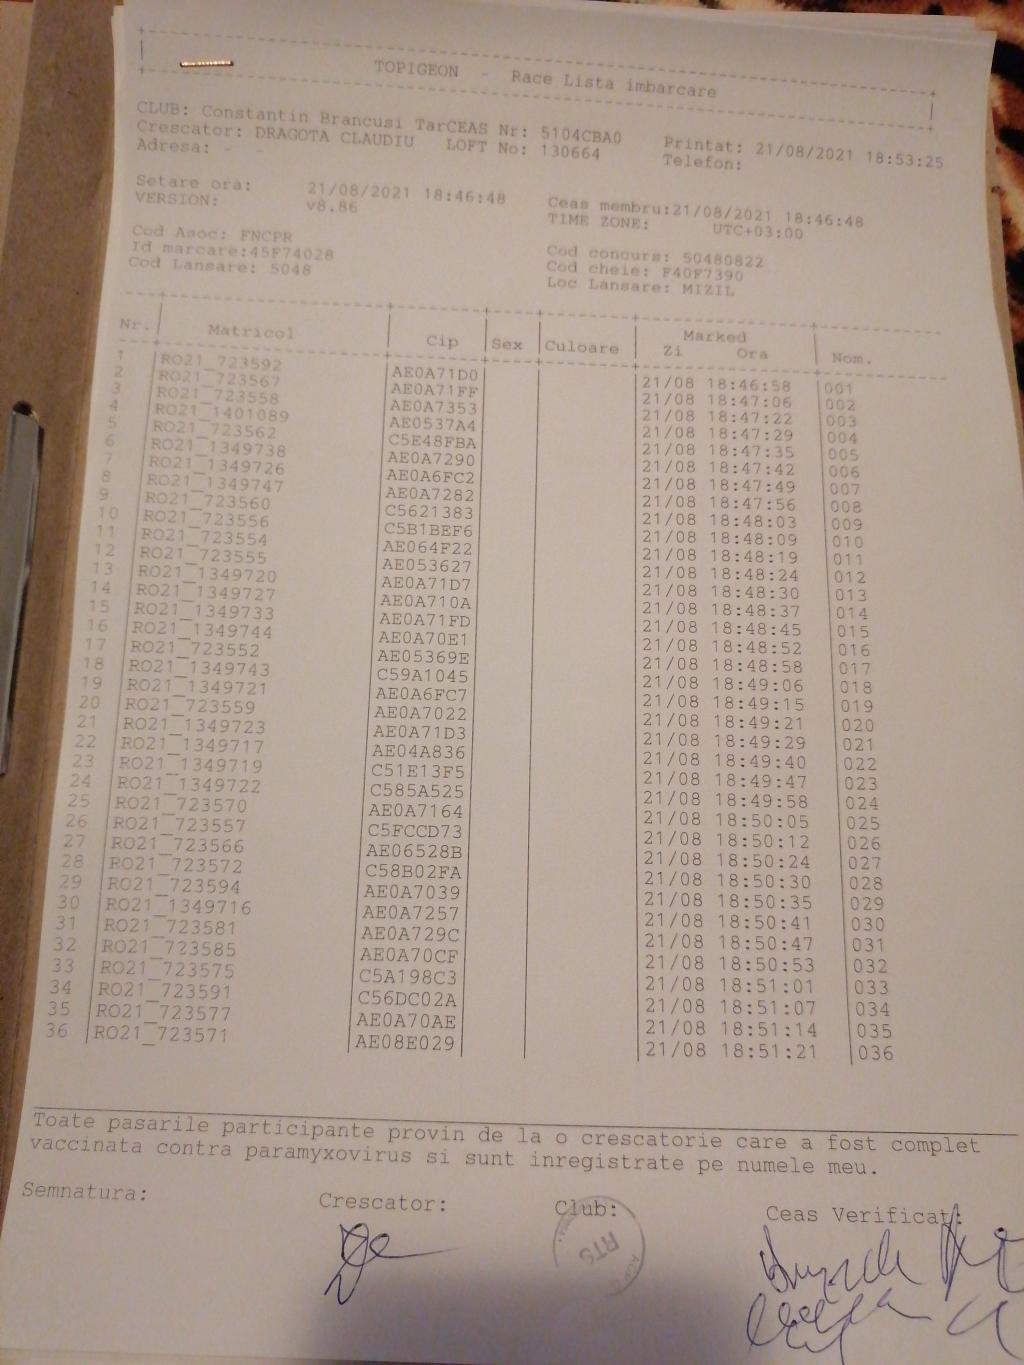 TOPIGEON - Race Lista imbarcare
CLUB: Constantin Brancusi TarCEAS Nr: 5104CBA0 Printat: 21/08/2021 18:53:25
Crescator: DRAGOTA CLAUDIU LOFT No: 130664 Telefon:
Adresa: - -
Setare ora: 21/08/2021 18:46:48 Ceas membru:21/08/2021 18:46:48
VERSION: v8.86 TIME ZONE: UTC+03:00
Cod Asoc: FNCPR Cod concurs: 50480822
Id marcare:45F74028 Cod cheie: F40F7390
Cod Lansare: 5048 Loc Lansare: MIZIL
Nr. Matricol Cip Sex Culoare Marked Zi Ora Nom.
1 RO21_723592 AE0A71D0 21/08 18:46:58 001
2 RO21_723567 AE0A71FF 21/08 18:47:06 002
3 RO21_723558 AE0A7353 21/08 18:47:22 003
4 RO21_1401089 AE0537A4 21/08 18:47:29 004
5 RO21_723562 C5E48FBA 21/08 18:47:35 005
6 RO21_1349738 AE0A7290 21/08 18:47:42 006
7 RO21_1349726 AE0A6FC2 21/08 18:47:49 007
8 RO21_1349747 AE0A7282 21/08 18:47:56 008
9 RO21_723560 C5621383 21/08 18:48:03 009
10 RO21_723556 C5B1BEF6 21/08 18:48:09 010
11 RO21_723554 AE064F22 21/08 18:48:19 011
12 RO21_723555 AE053627 21/08 18:48:24 012
13 RO21_1349720 AE0A71D7 21/08 18:48:30 013
14 RO21_1349727 AE0A710A 21/08 18:48:37 014
15 RO21_1349733 AE0A71FD 21/08 18:48:45 015
16 RO21_1349744 AE0A70E1 21/08 18:48:52 016
17 RO21_723552 AE05369E 21/08 18:48:58 017
18 RO21_1349743 C59A1045 21/08 18:49:06 018
19 RO21_1349721 AE0A6FC7 21/08 18:49:15 019
20 RO21_723559 AE0A7022 21/08 18:49:21 020
21 RO21_1349723 AE0A71D3 21/08 18:49:29 021
22 RO21_1349717 AE04A836 21/08 18:49:40 022
23 RO21_1349719 C51E13F5 21/08 18:49:47 023
24 RO21_1349722 C585A525 21/08 18:49:58 024
25 RO21_723570 AE0A7164 21/08 18:50:05 025
26 RO21_723557 C5FCCD73 21/08 18:50:12 026
27 RO21_723566 AE06528B 21/08 18:50:24 027
28 RO21_723572 C58B02FA 21/08 18:50:30 028
29 RO21_723594 AE0A7039 21/08 18:50:35 029
30 RO21_1349716 AE0A7257 21/08 18:50:41 030
31 RO21_723581 AE0A729C 21/08 18:50:47 031
32 RO21_723585 AE0A70CF 21/08 18:50:53 032
33 RO21_723575 C5A198C3 21/08 18:51:01 033
34 RO21_723591 C56DC02A 21/08 18:51:07 034
35 RO21_723577 AE0A70AE 21/08 18:51:14 035
36 RO21_723571 AE08E029 21/08 18:51:21 036
Toate pasarile participante provin de la o crescatorie care a fost complet
vaccinata contra paramyxovirus si sunt inregistrate pe numele meu.
Semnatura: Crescator: Club: Ceas Verificat:
RTS